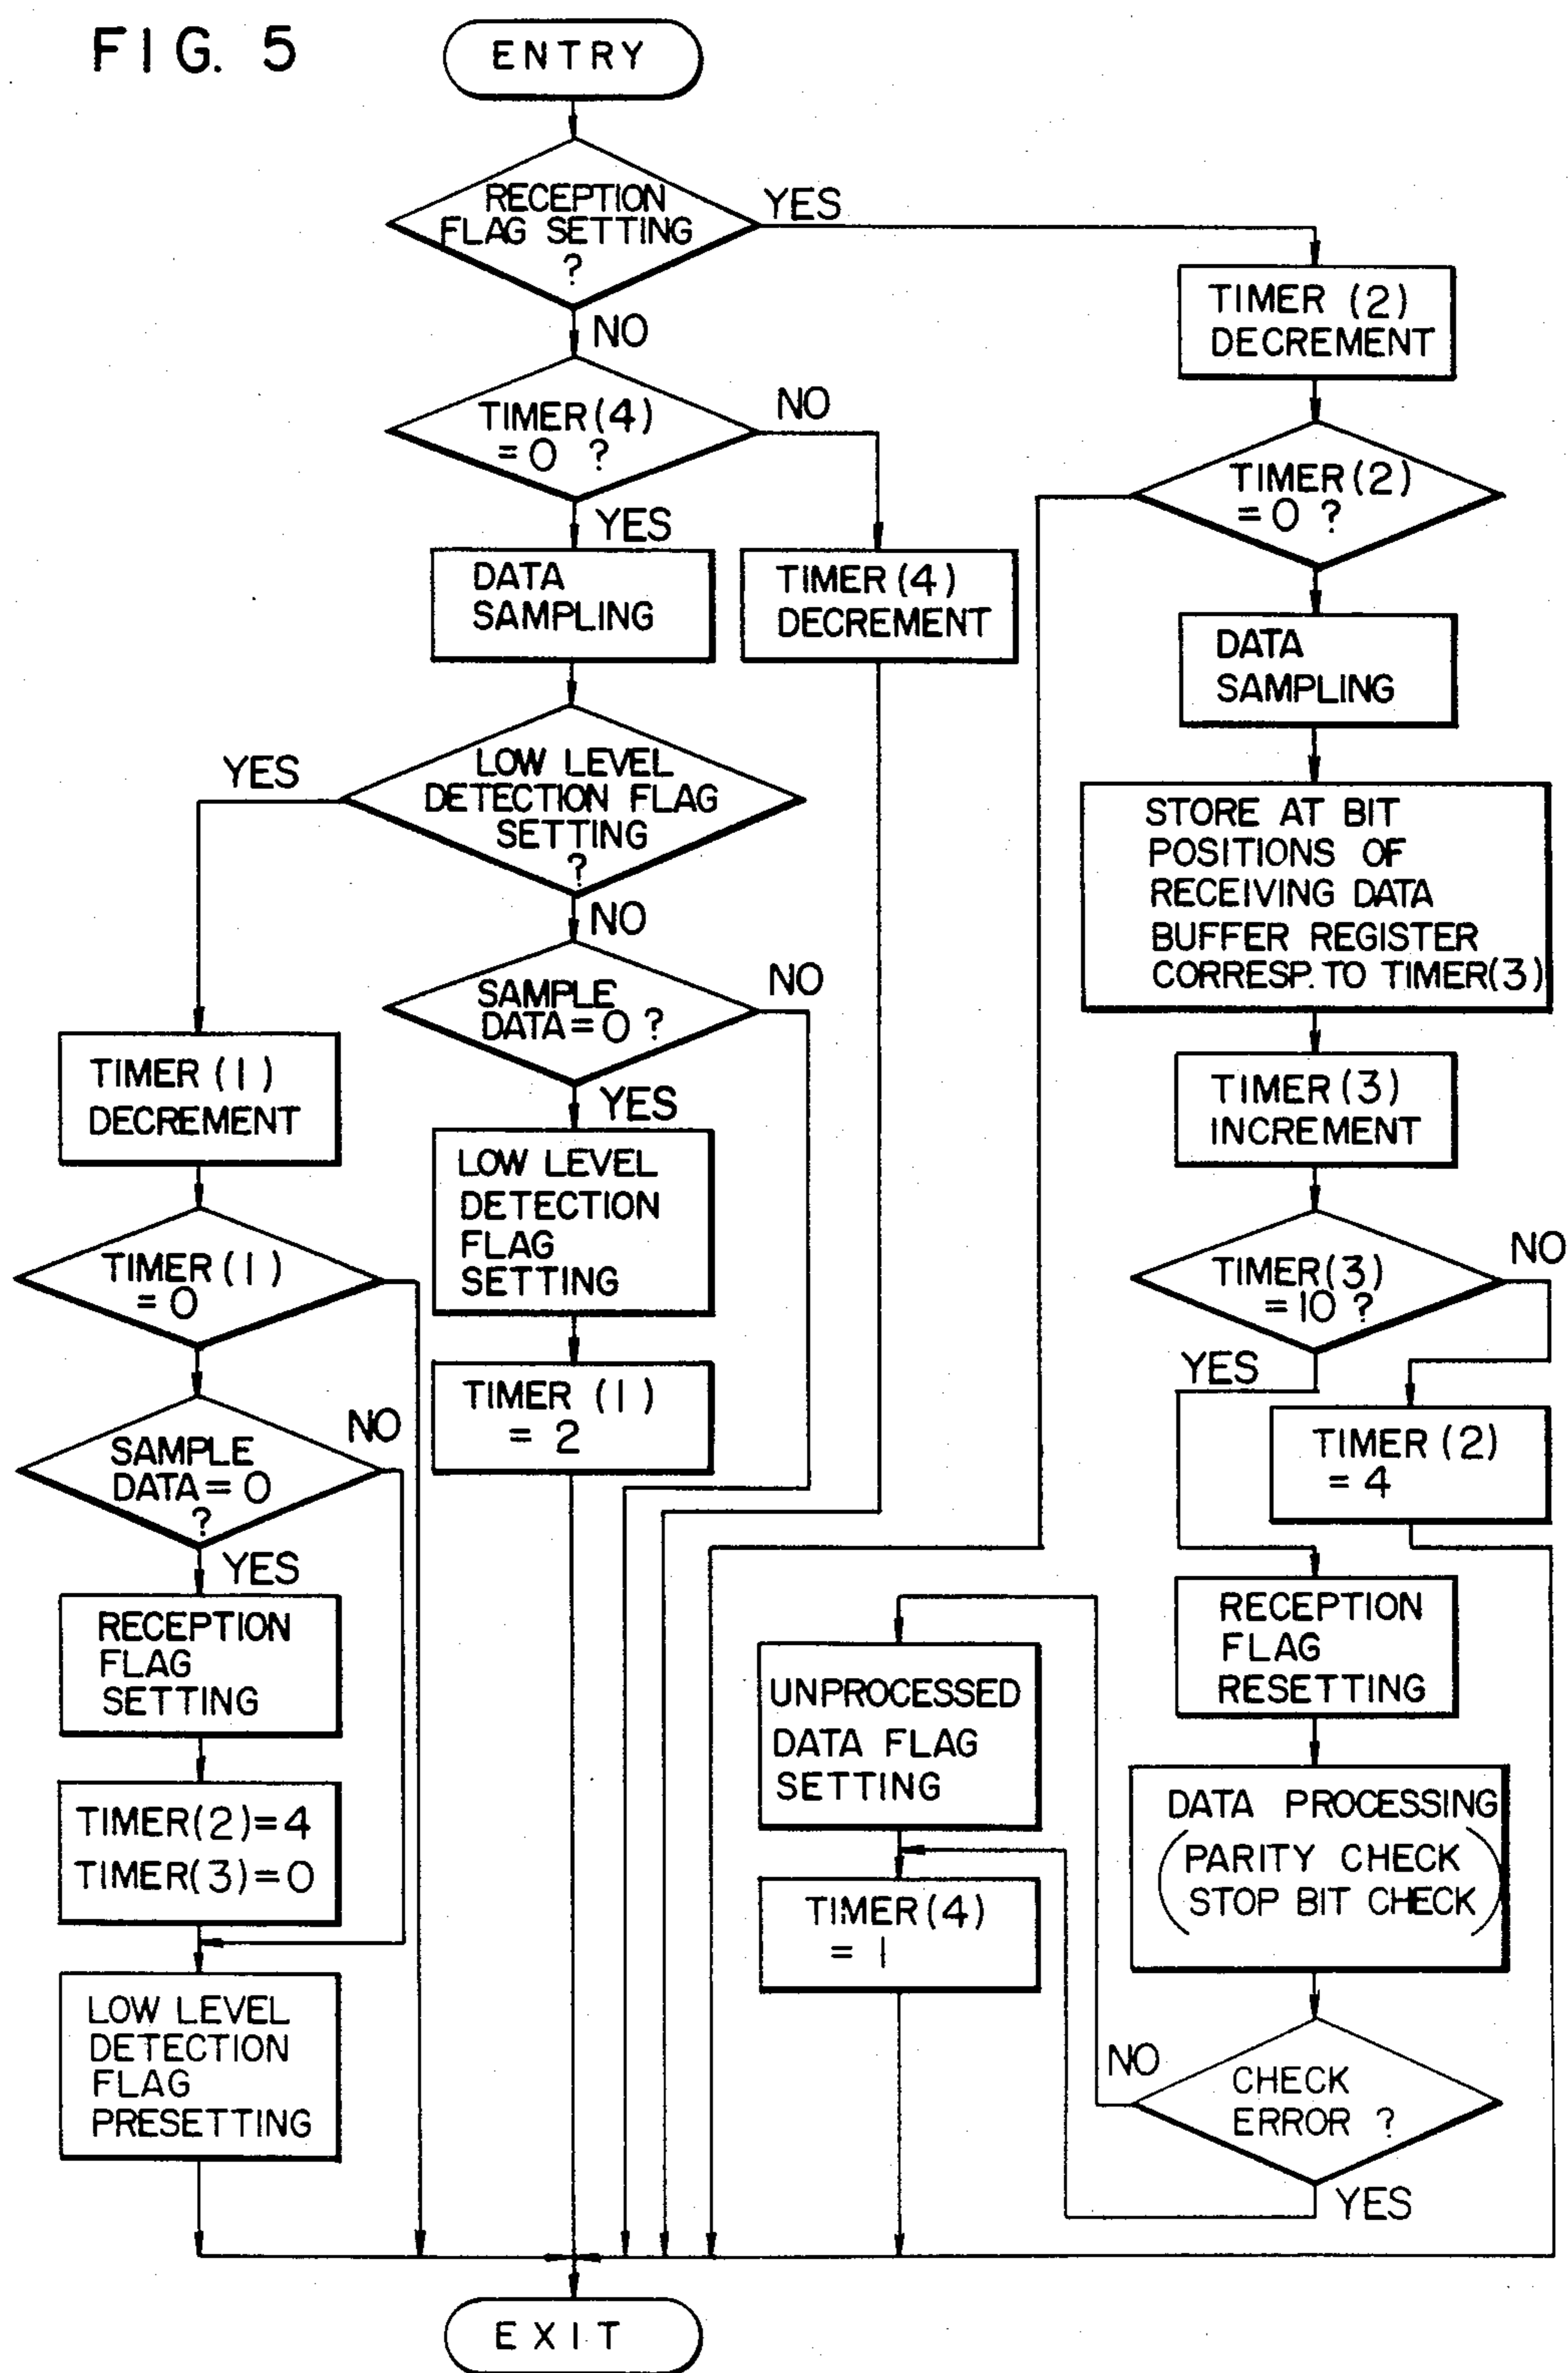 FIG. 5
ENTRY
RECEPTION
FLAG SETTING
?
YES
NO
TIMER (2)
DECREMENT
TIMER(4)
= 0 ?
NO
YES
TIMER(2)
= 0 ?
DATA
SAMPLING
TIMER(4)
DECREMENT
DATA
SAMPLING
LOW LEVEL
DETECTION FLAG
SETTING
?
YES
NO
STORE AT BIT
POSITIONS OF
RECEIVING DATA
BUFFER REGISTER
CORRESP. TO TIMER(3)
SAMPLE
DATA=0 ?
NO
YES
TIMER (1)
DECREMENT
TIMER(3)
INCREMENT
LOW LEVEL
DETECTION
FLAG
SETTING
TIMER(1)
= 0
TIMER(3)
=10 ?
NO
YES
TIMER (1)
= 2
SAMPLE
DATA=0
?
NO
YES
TIMER (2)
= 4
RECEPTION
FLAG
SETTING
RECEPTION
FLAG
RESETTING
UNPROCESSED
DATA FLAG
SETTING
TIMER(2)=4
TIMER(3)=0
DATA PROCESSING
(PARITY CHECK
STOP BIT CHECK)
TIMER(4)
= 1
LOW LEVEL
DETECTION
FLAG
PRESETTING
CHECK
ERROR ?
NO
YES
EXIT